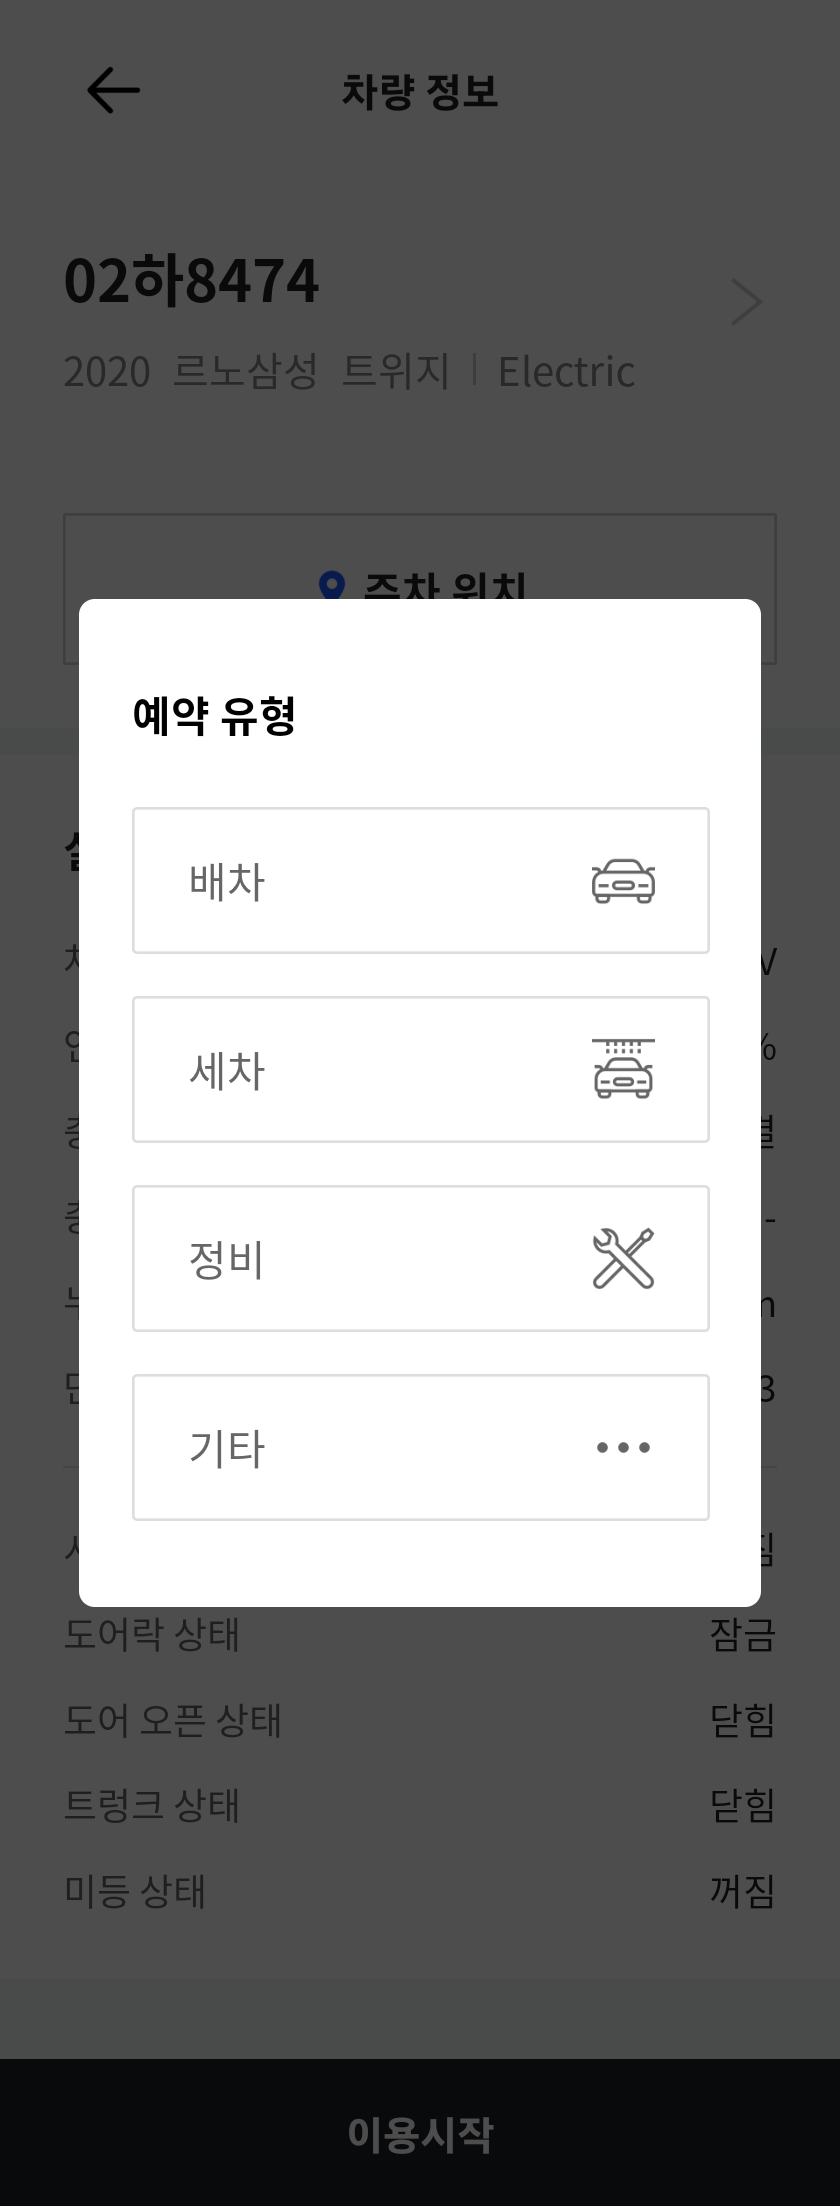 차량 정보
02하8474
2020 르노삼성 트위지 | Electric
주차 위치
예약 유형
배차
세차
정비
기타
도어락 상태 잠금
도어 오픈 상태 닫힘
트렁크 상태 닫힘
미등 상태 꺼짐
이용시작